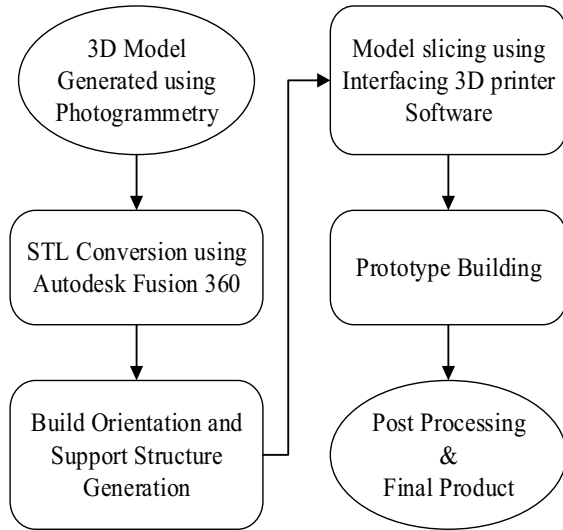 3D Model
Generated using
Photogrammetry
STL Conversion using
Autodesk Fusion 360
Build Orientation and
Support Structure
Generation
Model slicing using
Interfacing 3D printer
Software
Prototype Building
Post Processing
&
Final Product